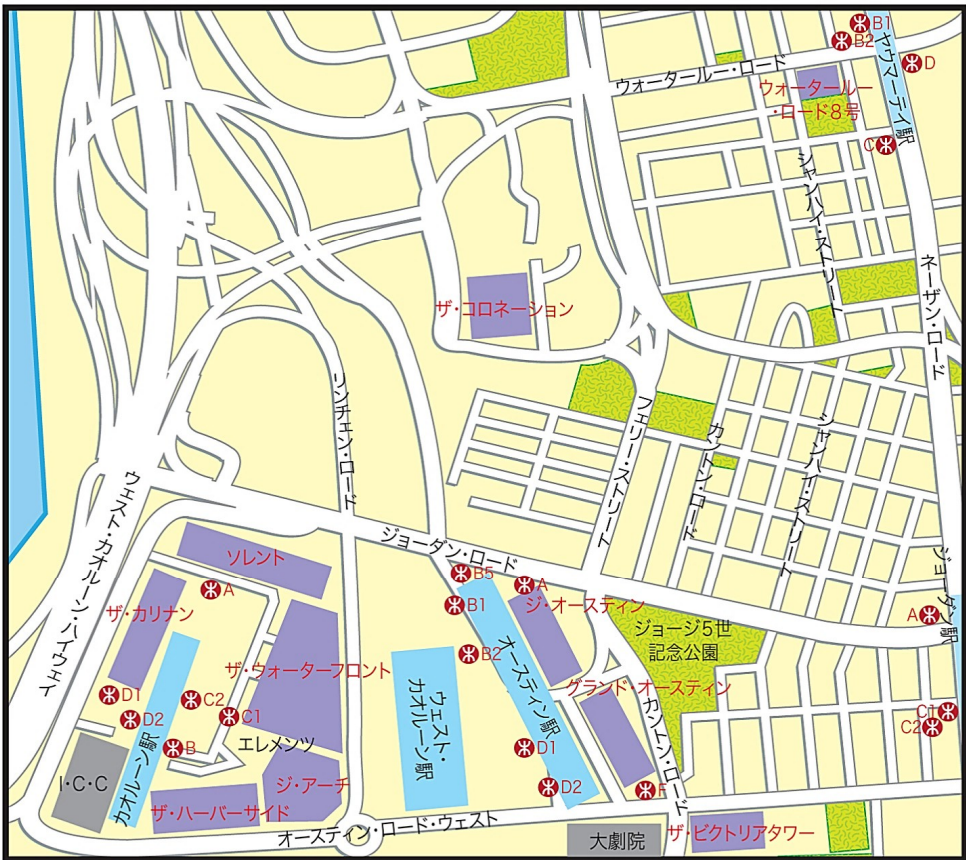 B1
B2
ヤウマーテイ駅
D
ウォータールー・ロード
ウォータールー
・ロード8号
C
シャンハイ・ストリート
ネーザン・ロード
ザ・コロネーション
リンチェン・ロード
フェリー・ストリート
カントン・ロード
シャンハイ・ストリート
ウェスト・カオルーン・ハイウェイ
ジョーダン・ロード
ソレント
A
ザ・カリナン
B5
A
ジ・オースティン
B1
オースティン駅
B2
ジョージ5世
記念公園
ジョーダン駅
A
ザ・ウォーターフロント
グランド・オースティン
カントン・ロード
ウェスト・
カオルーン駅
D1
D2
C2
C1
カオルーン駅
B
エレメンツ
D1
D2
F
C1
C2
I・C・C
ジ・アーチ
ザ・ハーバーサイド
オースティン・ロード・ウェスト
大劇院
ザ・ビクトリアタワー